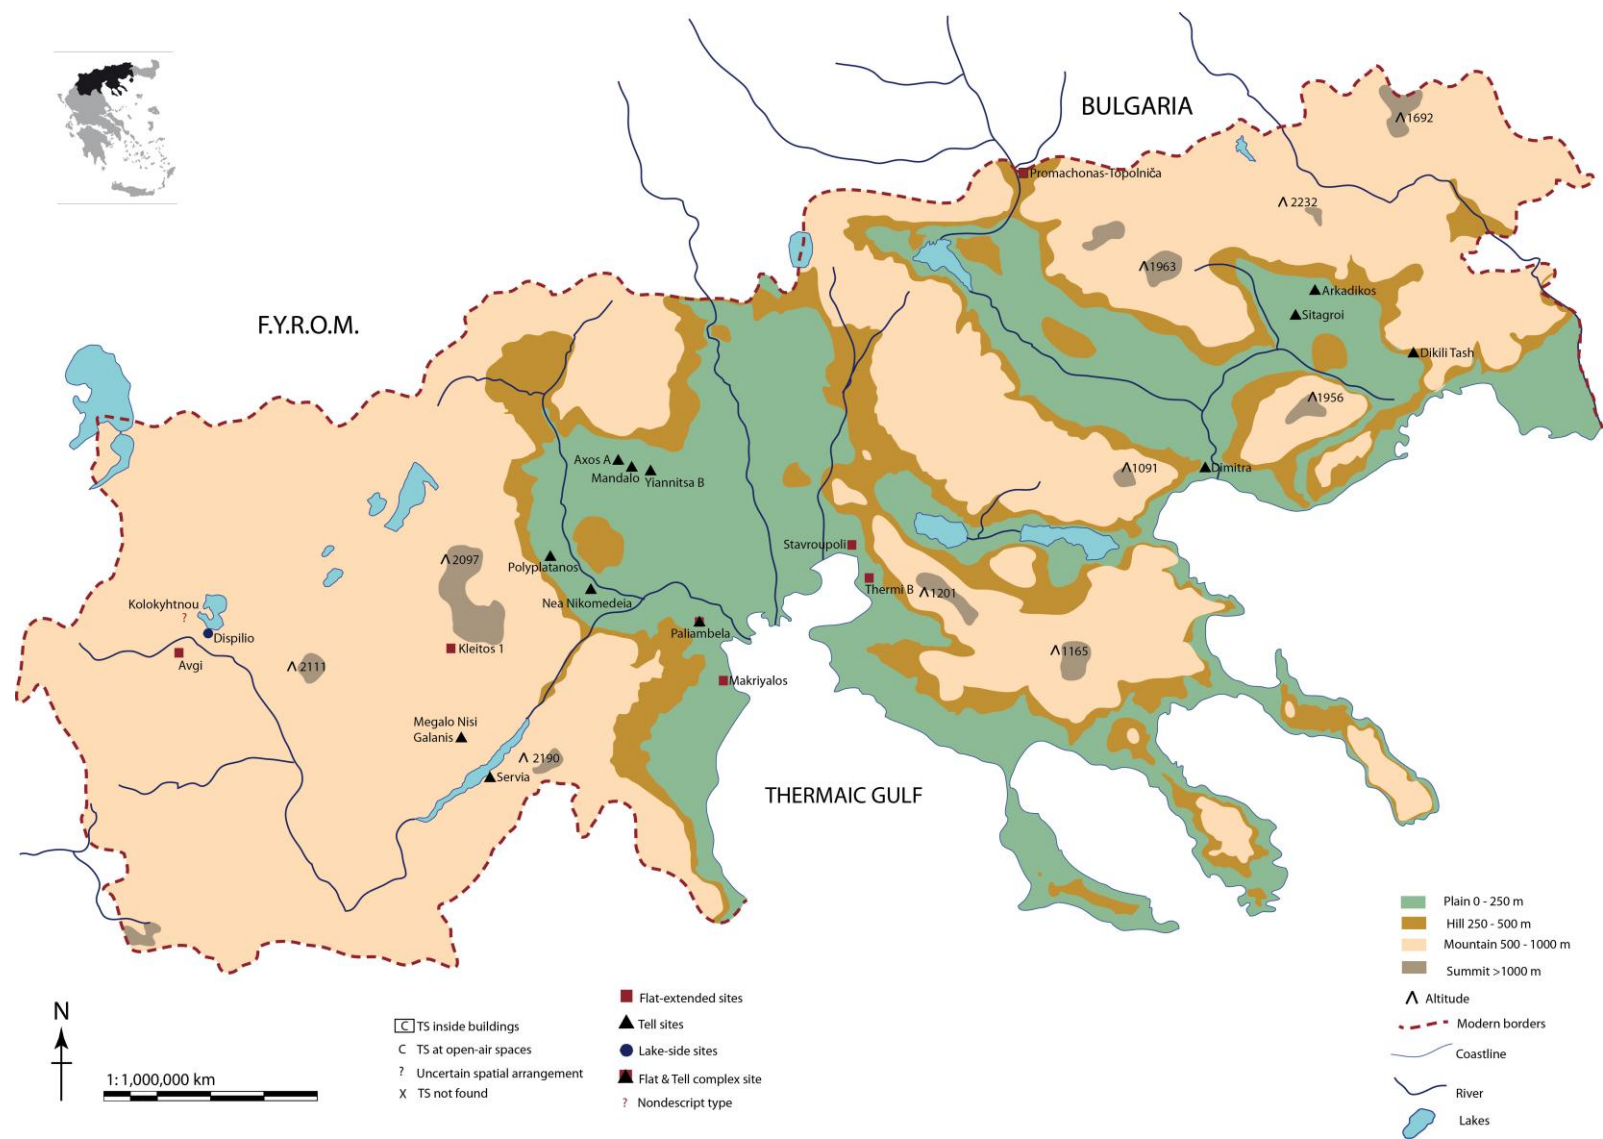 BULGARIA
1692
Promachonas-Topolniča
2232
1963
Arkadikos
Sitagroi
F.Y.R.O.M.
Dikili Tash
1956
Axos A
Mandalo
Yiannitsa B
1091
Dimitra
Stavroupoli
2097
Polyplatanos
Thermi B
1201
Nea Nikomedeia
Kolokyhtnou
?
Dispilio
Paliambela
Avgi
Kleitos 1
1165
2111
Makriyalos
Megalo Nisi
Galanis
2190
Servia
THERMAIC GULF
Plain 0 - 250 m
Hill 250 - 500 m
Mountain 500 - 1000 m
Summit >1000 m
Altitude
Modern borders
Coastline
River
Lakes
N
1: 1,000,000 km
C TS inside buildings
C TS at open-air spaces
? Uncertain spatial arrangement
X TS not found
Flat-extended sites
Tell sites
Lake-side sites
Flat & Tell complex site
? Nondescript type